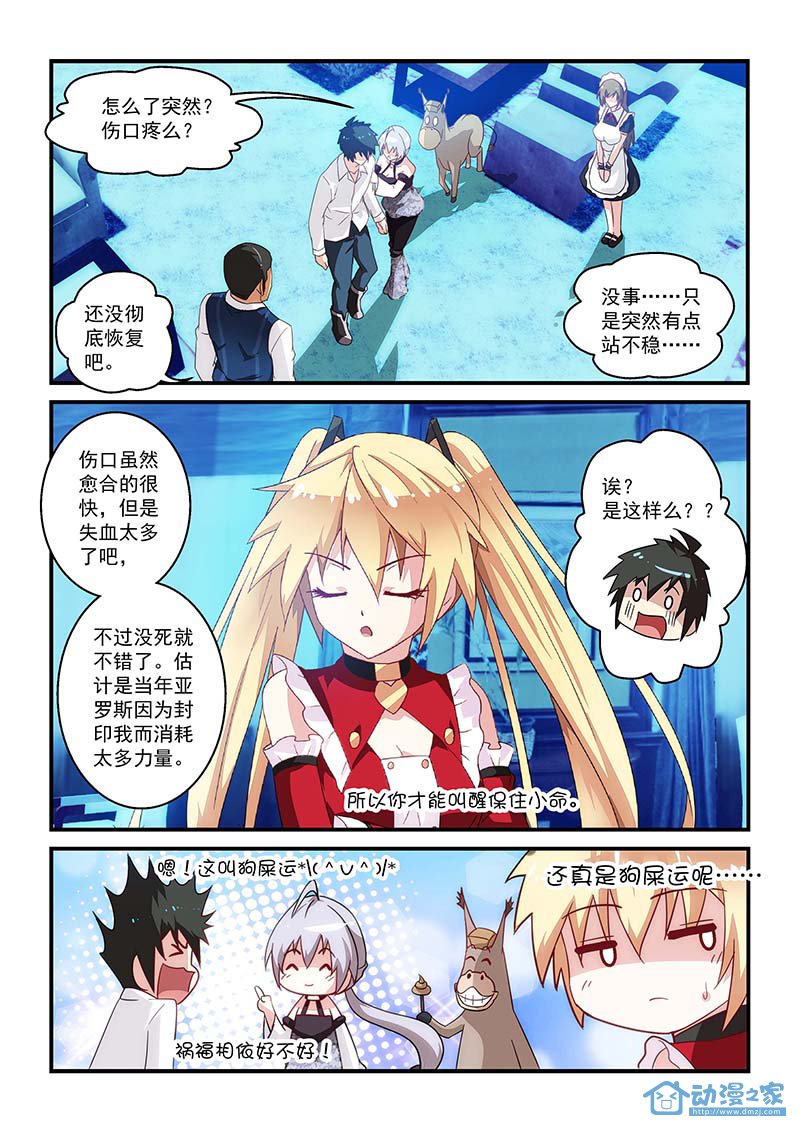 怎么了突然？
伤口疼么？
还没彻
底恢复
吧。
没事……只
是突然有点
站不稳……
伤口虽然
愈合的很
快，但是
失血太多
了吧，
不过没死就
不错了。估
计是当年亚
罗斯因为封
印我而消耗
太多力量。
诶？
是这样么？？
所以你才能叫醒保住小命。
嗯！这叫狗屎运*\(＾∪＾)/*
还真是狗屎运呢……
祸福相依好不好！
动漫之家
http://www.dmzj.com